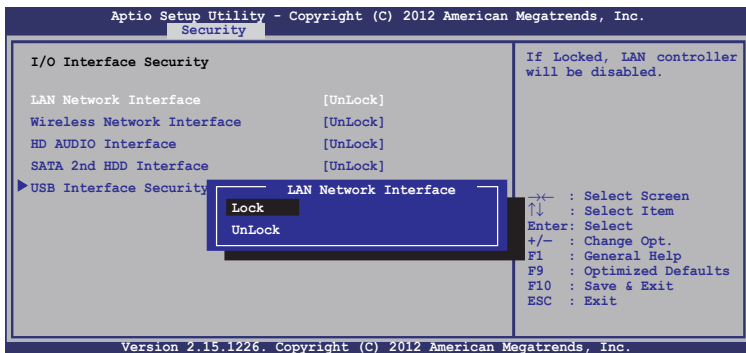 Aptio Setup Utility - Copyright (C) 2012 American Megatrends, Inc.
Security
I/O Interface Security
LAN Network Interface [UnLock]
Wireless Network Interface [UnLock]
HD AUDIO Interface [UnLock]
SATA 2nd HDD Interface [UnLock]
USB Interface Security
LAN Network Interface
Lock
UnLock
If Locked, LAN controller
will be disabled.
→← : Select Screen
↑↓ : Select Item
Enter: Select
+/— : Change Opt.
F1 : General Help
F9 : Optimized Defaults
F10 : Save & Exit
ESC : Exit
Version 2.15.1226. Copyright (C) 2012 American Megatrends, Inc.